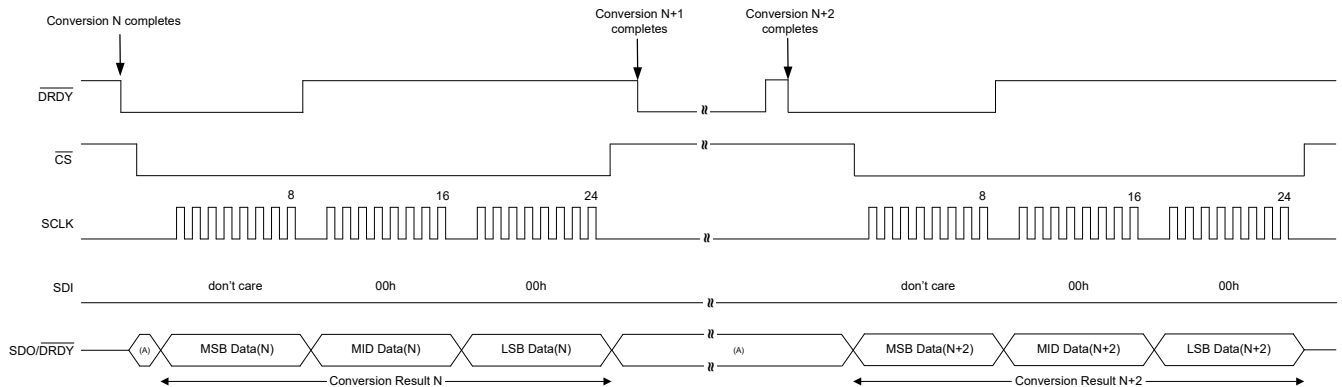 Conversion N completes
Conversion N+1
completes
Conversion N+2
completes
DRDY
CS
8
16
24
8
16
24
SCLK
SDI
don't care
00h
00h
don't care
00h
00h
SDO/DRDY
(A)
MSB Data(N)
MID Data(N)
LSB Data(N)
(A)
MSB Data(N+2)
MID Data(N+2)
LSB Data(N+2)
Conversion Result N
Conversion Result N+2